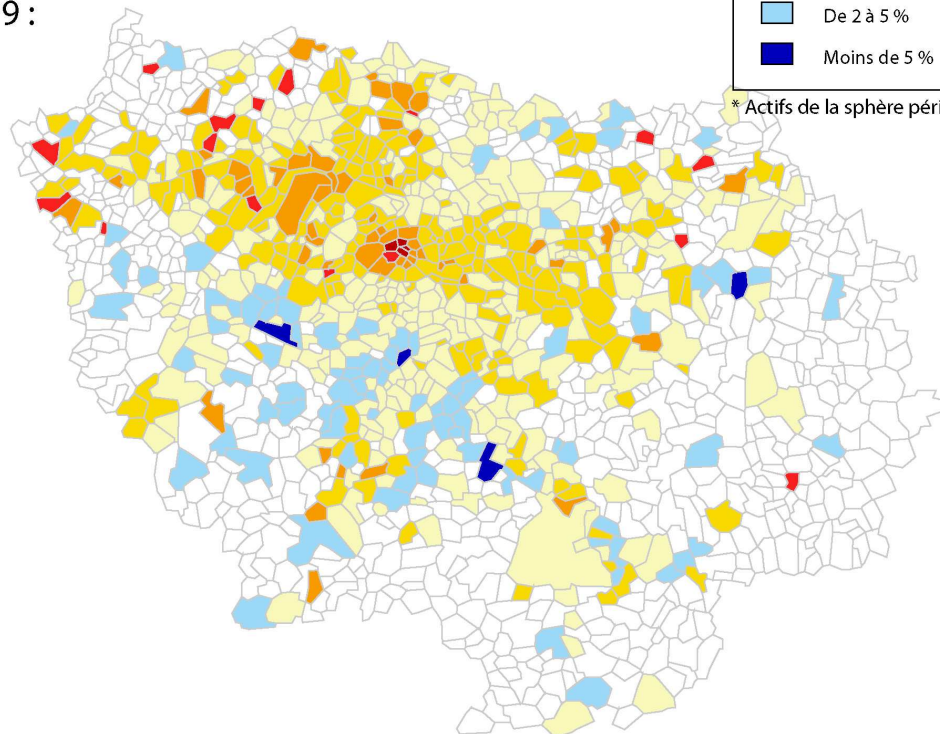 9 :
De 2 à 5 %
Moins de 5 %
* Actifs de la sphère péri